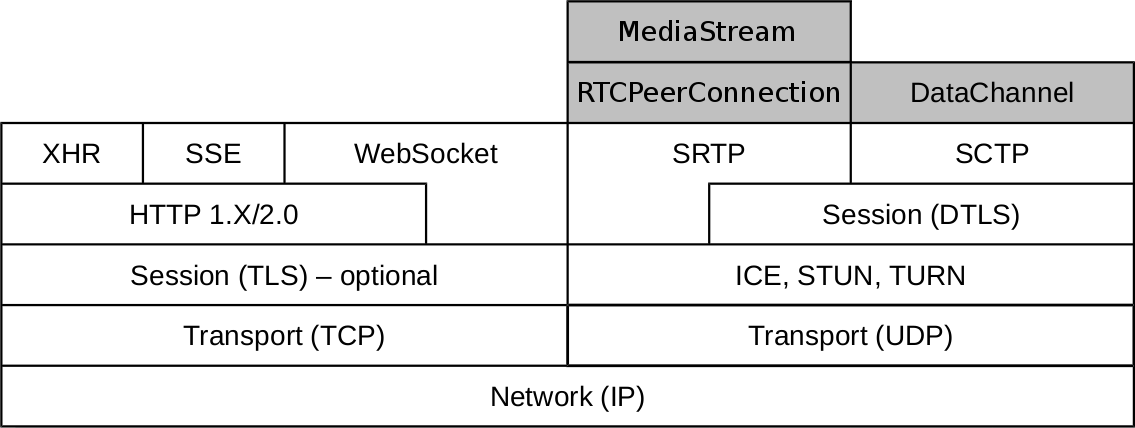 MediaStream
RTCPeerConnection
DataChannel
XHR
SSE
WebSocket
SRTP
SCTP
HTTP 1.X/2.0
Session (DTLS)
Session (TLS) – optional
ICE, STUN, TURN
Transport (TCP)
Transport (UDP)
Network (IP)